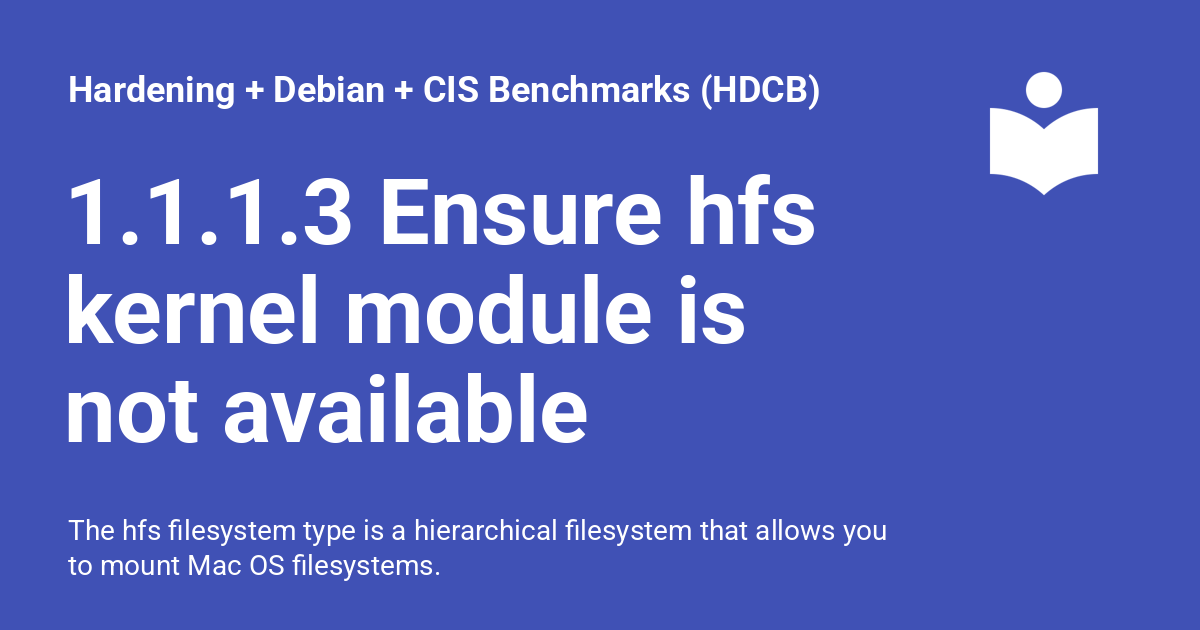 Hardening + Debian + CIS Benchmarks (HDCB)
1.1.1.3 Ensure hfs
kernel module is
not available
The hfs filesystem type is a hierarchical filesystem that allows you
to mount Mac OS filesystems.